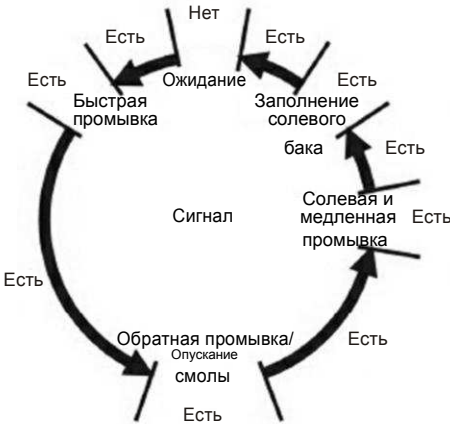 Нет
Есть
Есть
Есть
Ожидание
Есть
Быстрая
промывка
Заполнение
солевого
бака
Есть
Солевая и
медленная
промывка
Есть
Сигнал
Есть
Обратная промывка/
Опускание
смолы
Есть
Есть